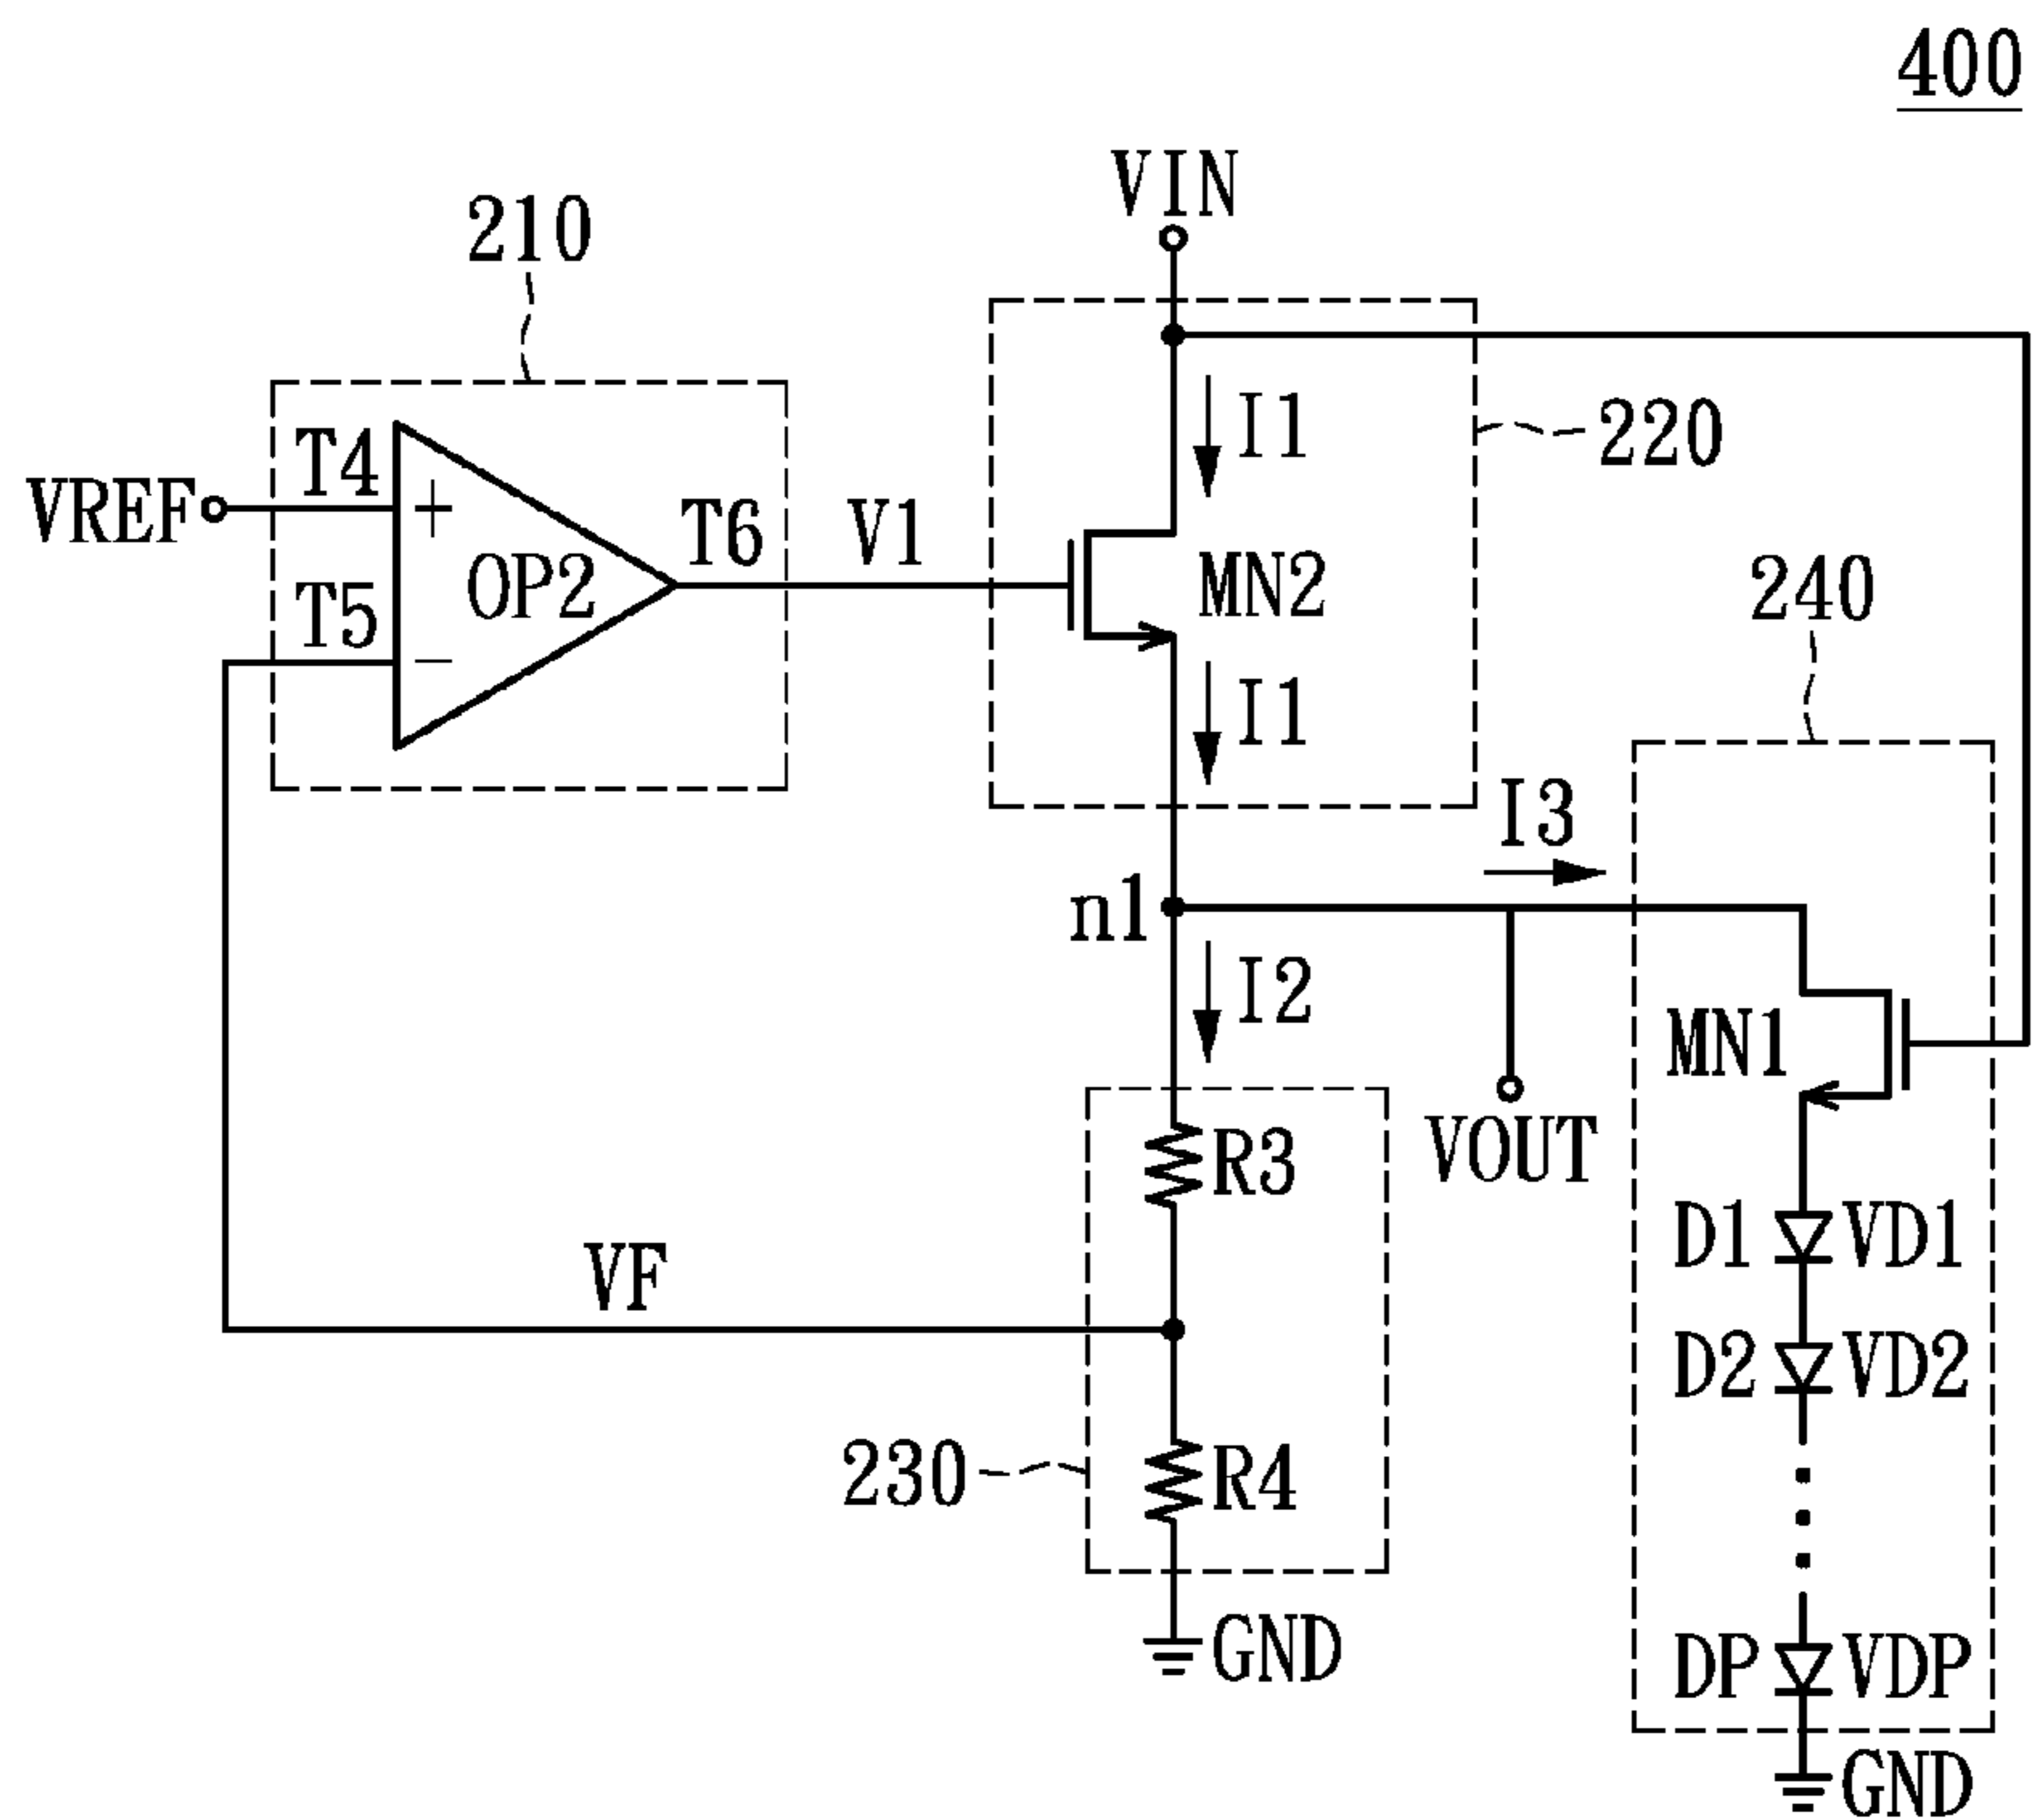 400
VIN
210
I1
220
T4
VREF
+
T6
V1
OP2
MN2
240
T5
−
I1
I3
n1
I2
MN1
R3
VOUT
D1
VD1
VF
D2
VD2
230
R4
GND
DP
VDP
GND